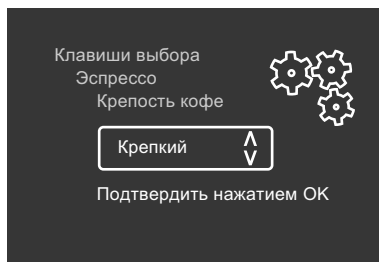 Клавиши выбора
Эспрессо
Крепость кофе
Крепкий
Подтвердить нажатием OK